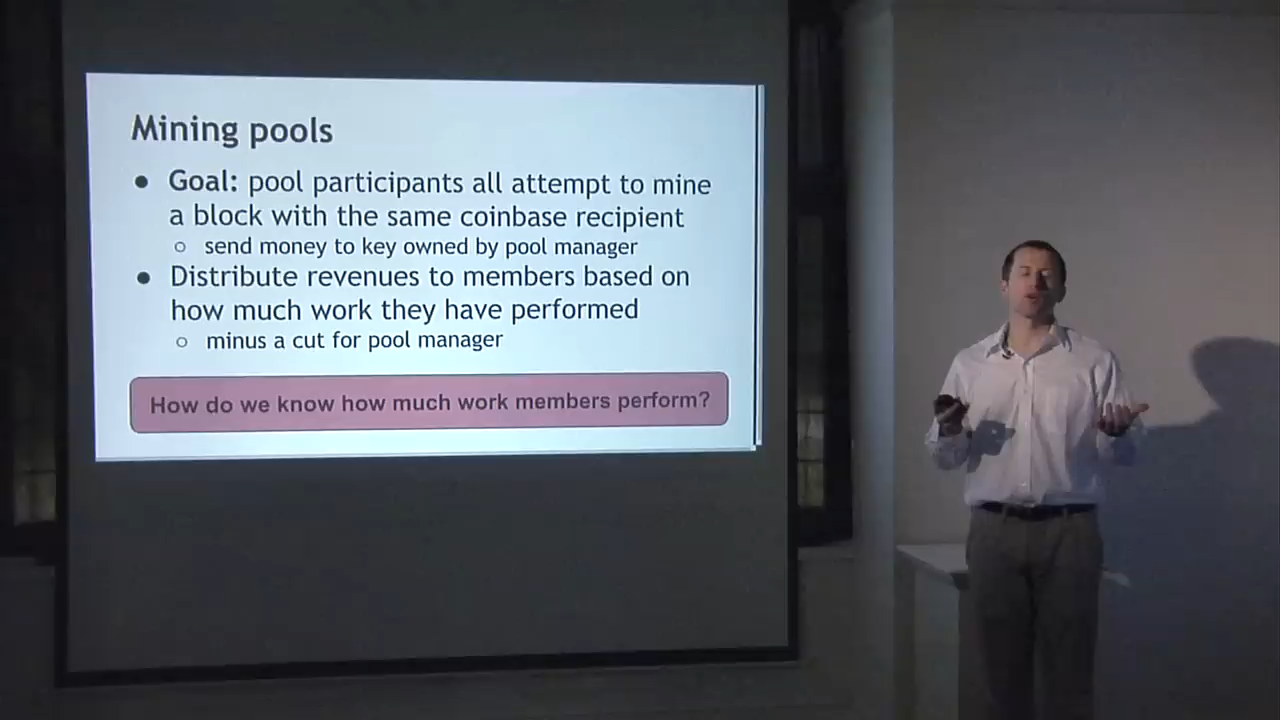 Mining pools
● Goal: pool participants all attempt to mine
a block with the same coinbase recipient
○ send money to key owned by pool manager
● Distribute revenues to members based on
how much work they have performed
○ minus a cut for pool manager
How do we know how much work members perform?